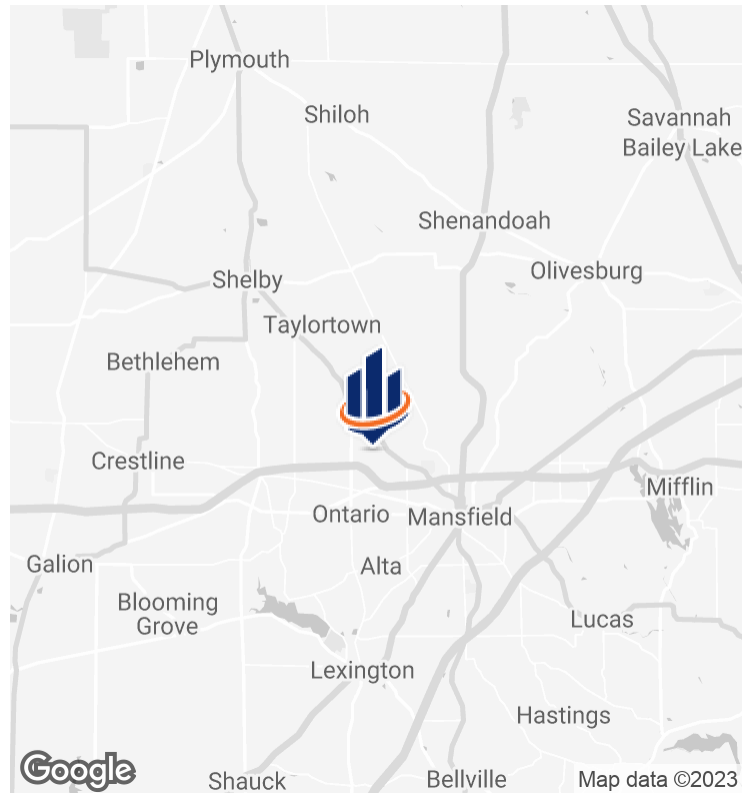 Plymouth
Shiloh
Savannah
Bailey Lake
Shenandoah
Olivesburg
Shelby
Taylortown
Bethlehem
Crestline
Mifflin
Ontario
Mansfield
Galion
Alta
Blooming
Grove
Lucas
Lexington
Hastings
Google
Shauck
Bellville
Map data ©2023